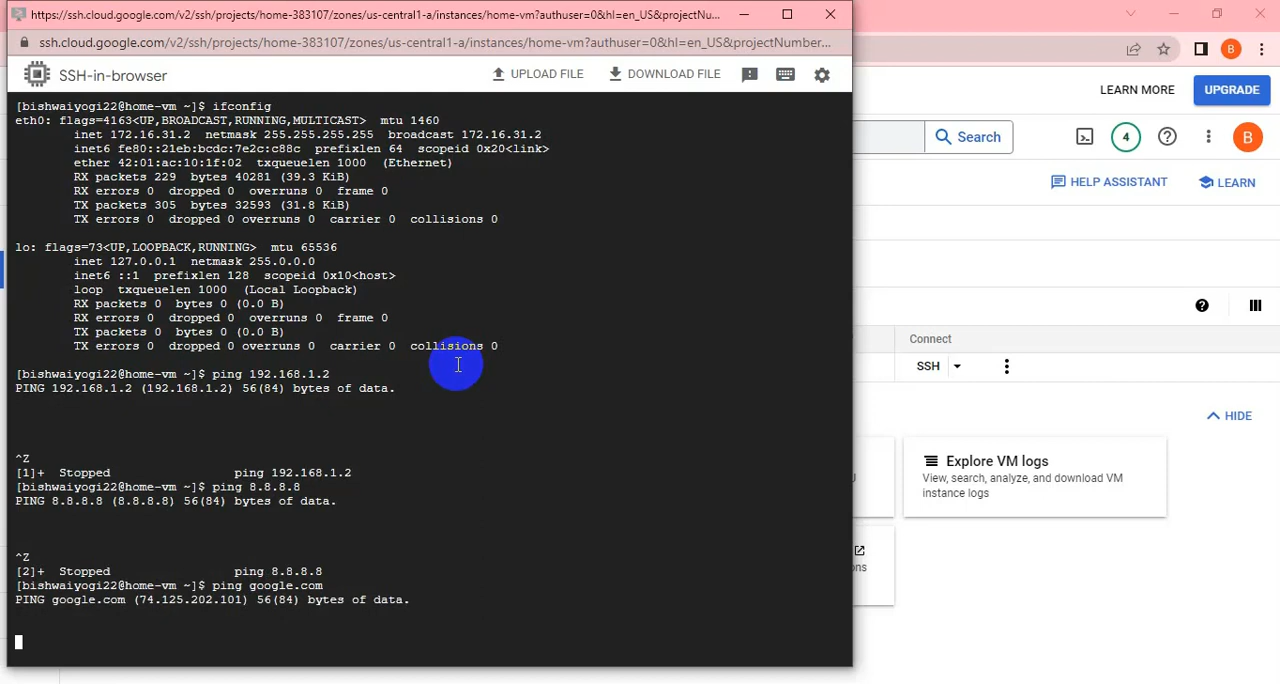 https://ssh.cloud.google.com/v2/ssh/projects/home-383107/zones/us-central1-a/instances/home-vm?authuser=0&hl=en_US&projectNu...
ssh.cloud.google.com/v2/ssh/projects/home-383107/zones/us-central1-a/instances/home-vm?authuser=0&hl=en_US&projectNumber...
SSH-in-browser
UPLOAD FILE
DOWNLOAD FILE
[bishwaiyogi22@home-vm ~]$ ifconfig
eth0: flags=4163<UP,BROADCAST,RUNNING,MULTICAST>  mtu 1460
inet 172.16.31.2  netmask 255.255.255.255  broadcast 172.16.31.2
inet6 fe80::21eb:bcdc:7e2c:c88c  prefixlen 64  scopeid 0x20<link>
ether 42:01:ac:10:1f:02  txqueuelen 1000  (Ethernet)
RX packets 229  bytes 40281 (39.3 KiB)
RX errors 0  dropped 0  overruns 0  frame 0
TX packets 305  bytes 32593 (31.8 KiB)
TX errors 0  dropped 0  overruns 0  carrier 0  collisions 0
lo: flags=73<UP,LOOPBACK,RUNNING>  mtu 65536
inet 127.0.0.1  netmask 255.0.0.0
inet6 ::1  prefixlen 128  scopeid 0x10<host>
loop  txqueuelen 1000  (Local Loopback)
RX packets 0  bytes 0 (0.0 B)
RX errors 0  dropped 0  overruns 0  frame 0
TX packets 0  bytes 0 (0.0 B)
TX errors 0  dropped 0  overruns 0  carrier 0  collisions 0
[bishwaiyogi22@home-vm ~]$ ping 192.168.1.2
PING 192.168.1.2 (192.168.1.2) 56(84) bytes of data.
^Z
[1]+  Stopped                 ping 192.168.1.2
[bishwaiyogi22@home-vm ~]$ ping 8.8.8.8
PING 8.8.8.8 (8.8.8.8) 56(84) bytes of data.
^Z
[2]+  Stopped                 ping 8.8.8.8
[bishwaiyogi22@home-vm ~]$ ping google.com
PING google.com (74.125.202.101) 56(84) bytes of data.
B
LEARN MORE
UPGRADE
Search
4
B
HELP ASSISTANT
LEARN
Connect
SSH
HIDE
Explore VM logs
View, search, analyze, and download VM
instance logs
U
ons